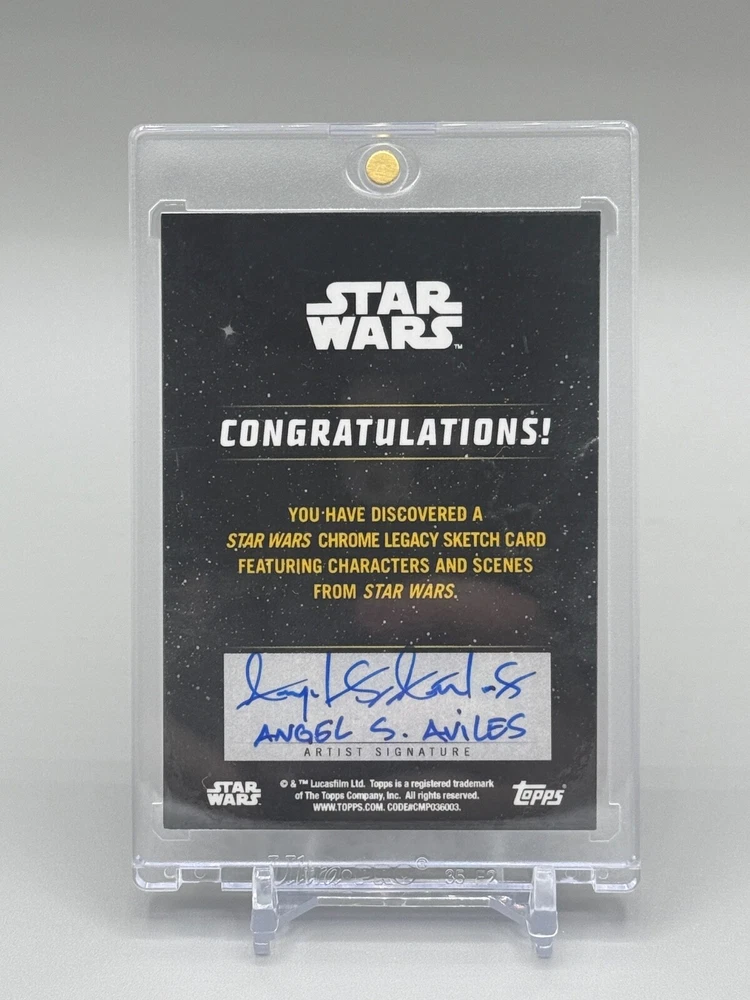 STAR
WARS™
CONGRATULATIONS!
YOU HAVE DISCOVERED A
STAR WARS CHROME LEGACY SKETCH CARD
FEATURING CHARACTERS AND SCENES
FROM STAR WARS.
ANGEL S. AVILES
ARTIST SIGNATURE
STAR
WARS
© & ™ Lucasfilm Ltd. Topps is a registered trademark
of The Topps Company, Inc. All rights reserved.
WWW.TOPPS.COM. CODE#CMP036003.
topps